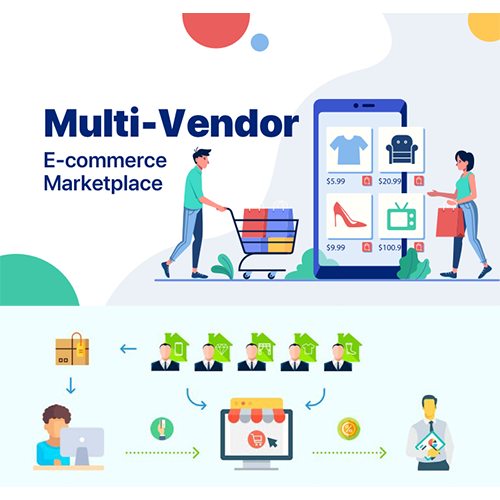 Multi-Vendor
E-commerce
Marketplace
$5.99
$20.99
$9.99
$100.9